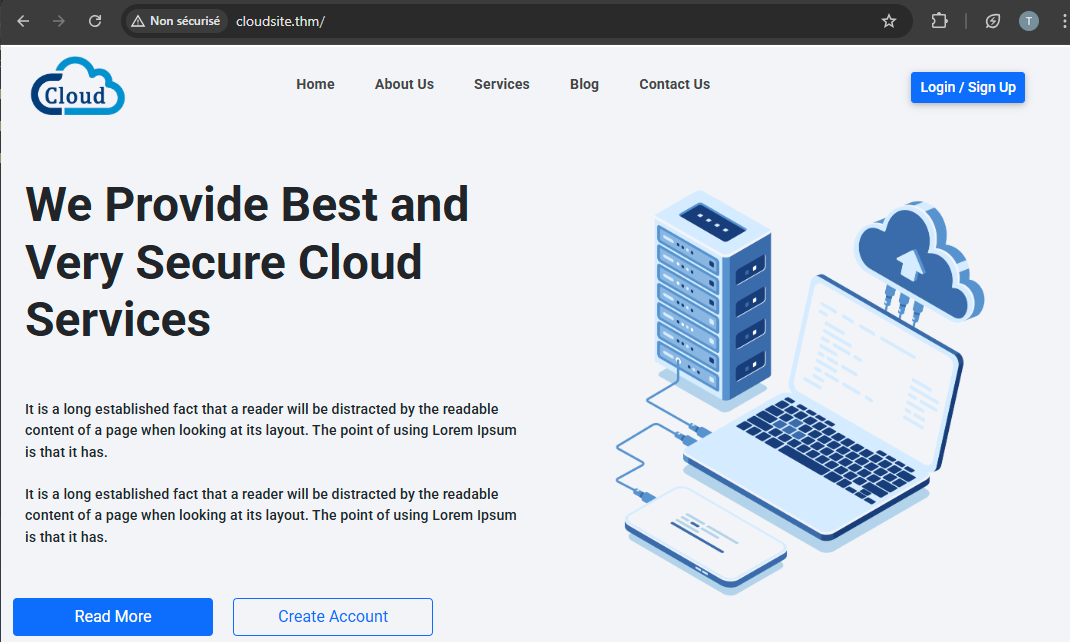 Non sécurisé cloudsite.thm/
T
Cloud
Home About Us Services Blog Contact Us
Login / Sign Up
We Provide Best and
Very Secure Cloud
Services
It is a long established fact that a reader will be distracted by the readable
content of a page when looking at its layout. The point of using Lorem Ipsum
is that it has.
It is a long established fact that a reader will be distracted by the readable
content of a page when looking at its layout. The point of using Lorem Ipsum
is that it has.
Read More Create Account